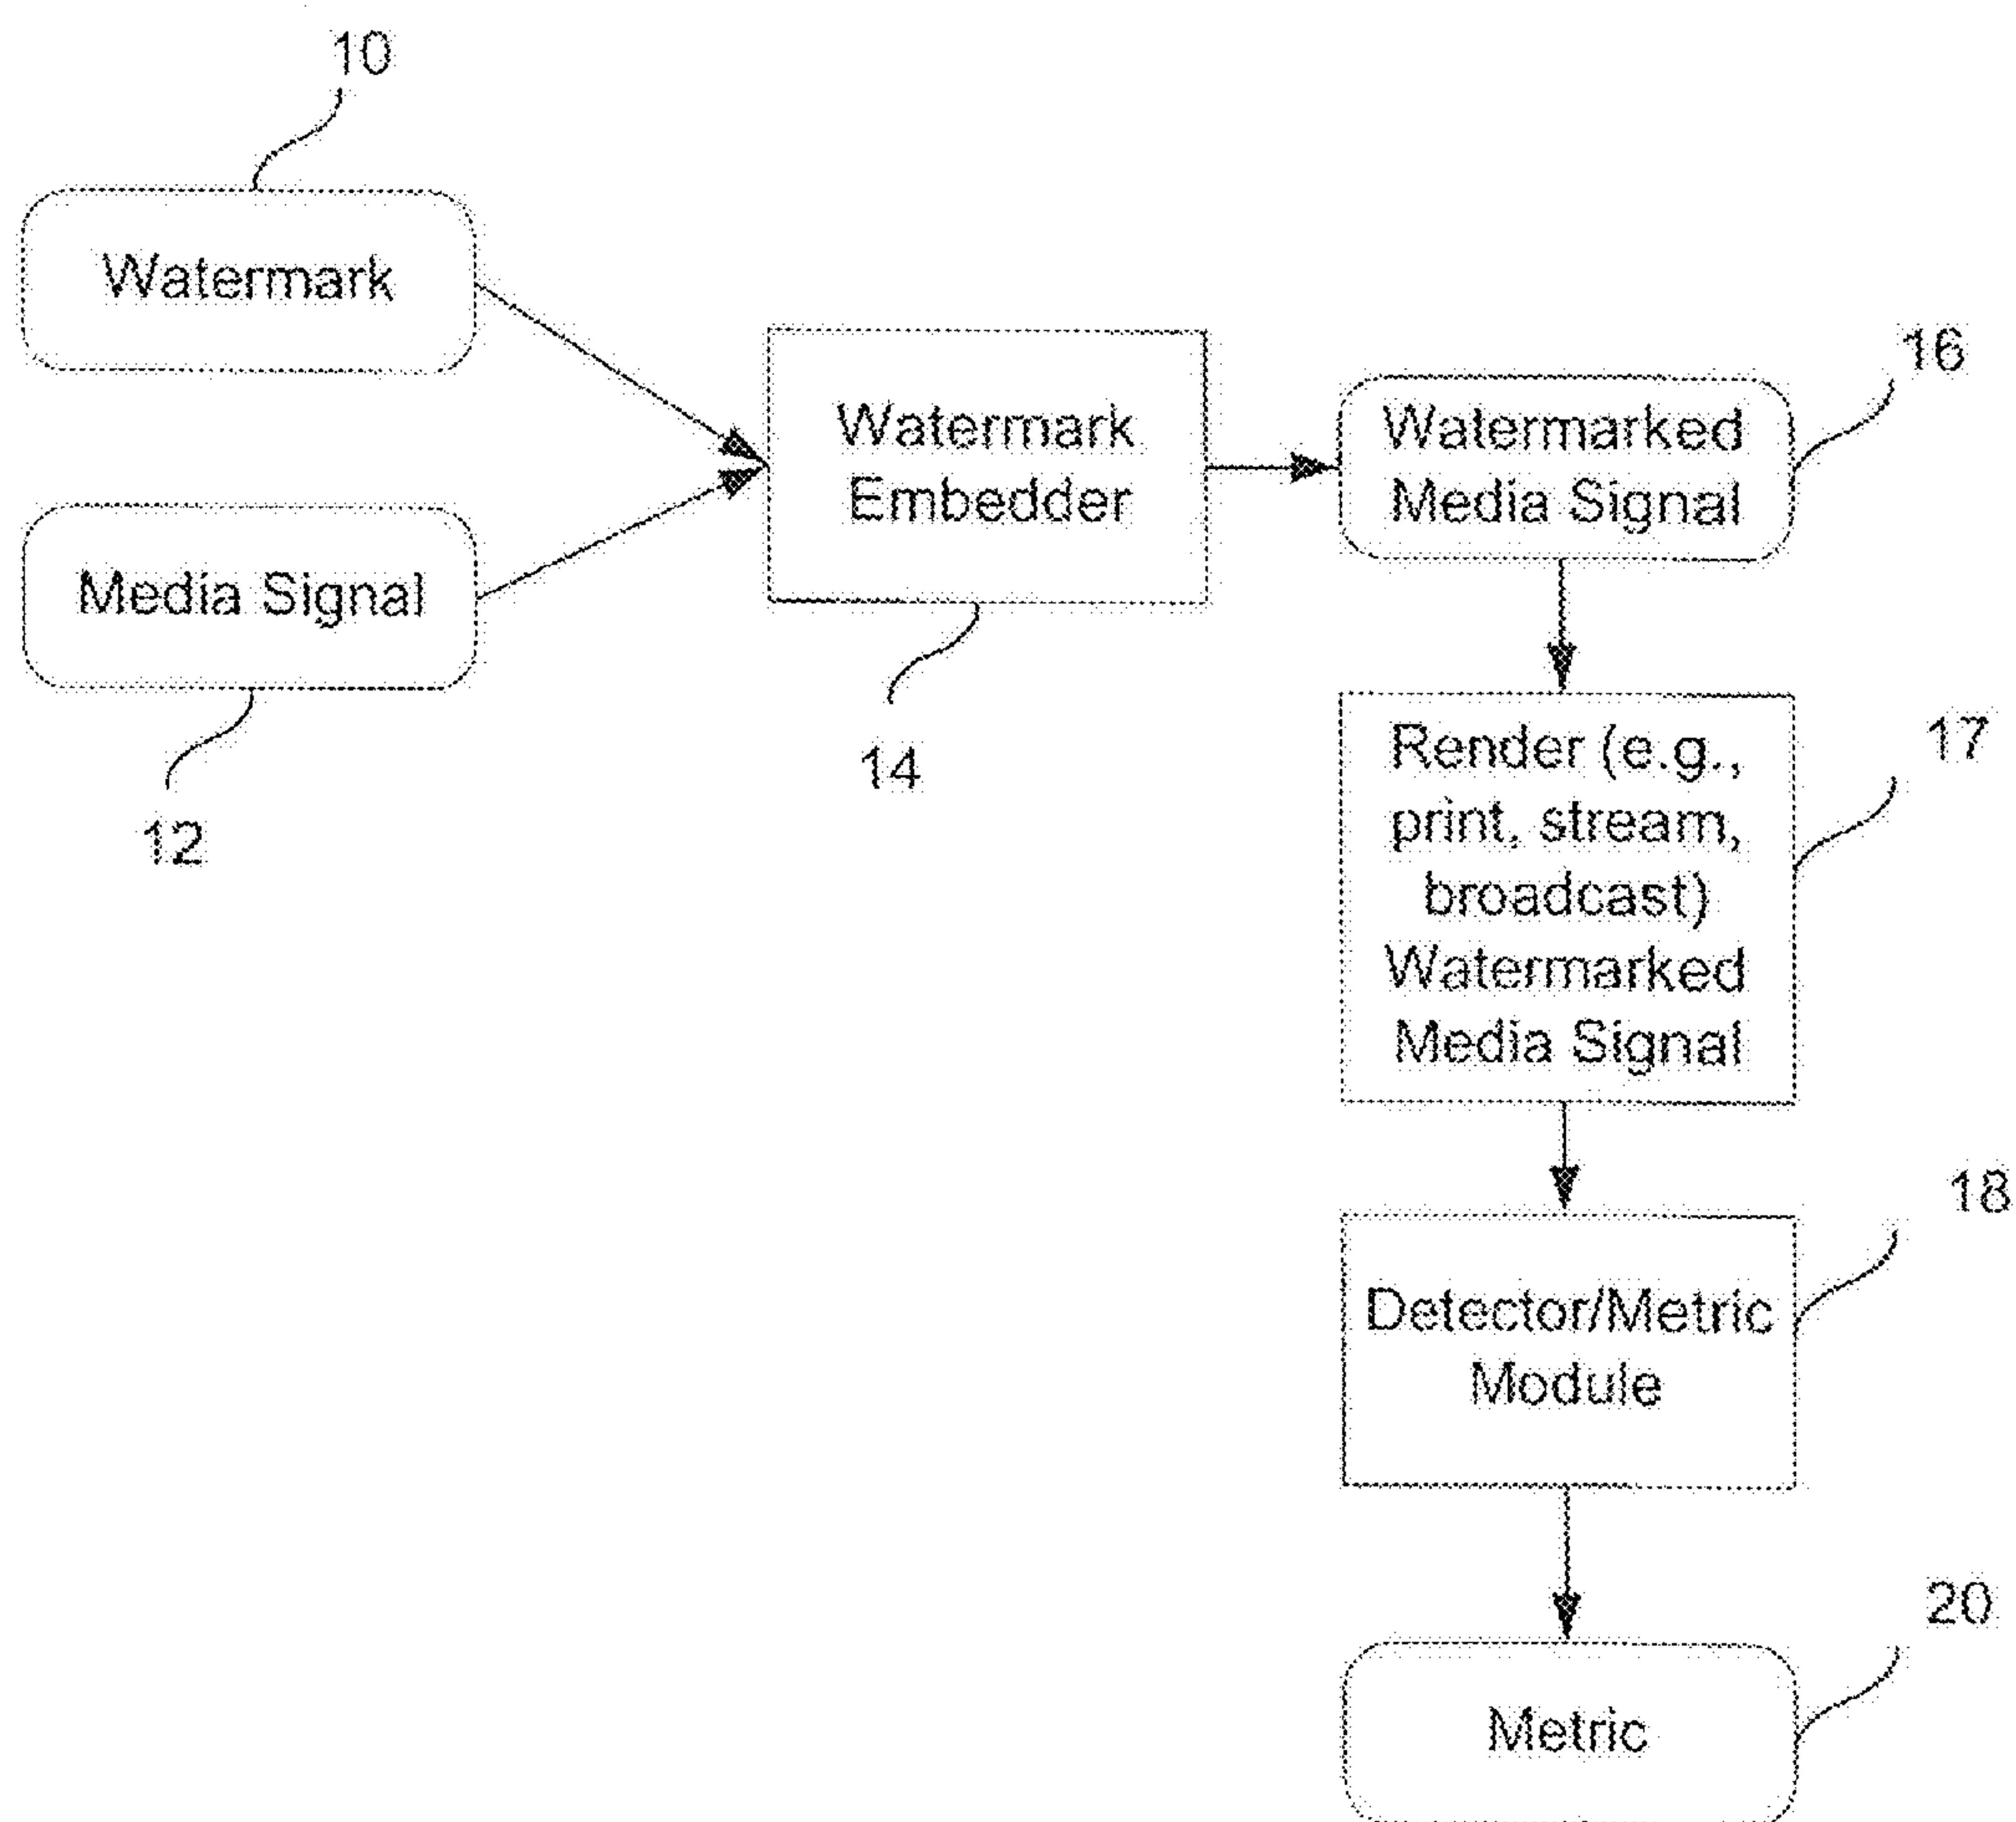 10
Watermark
Media Signal
12
Watermark
Embedder
14
Watermarked
Media Signal
16
Render (e.g.,
print, stream,
broadcast)
Watermarked
Media Signal
17
Detector/Metric
Module
18
Metric
20